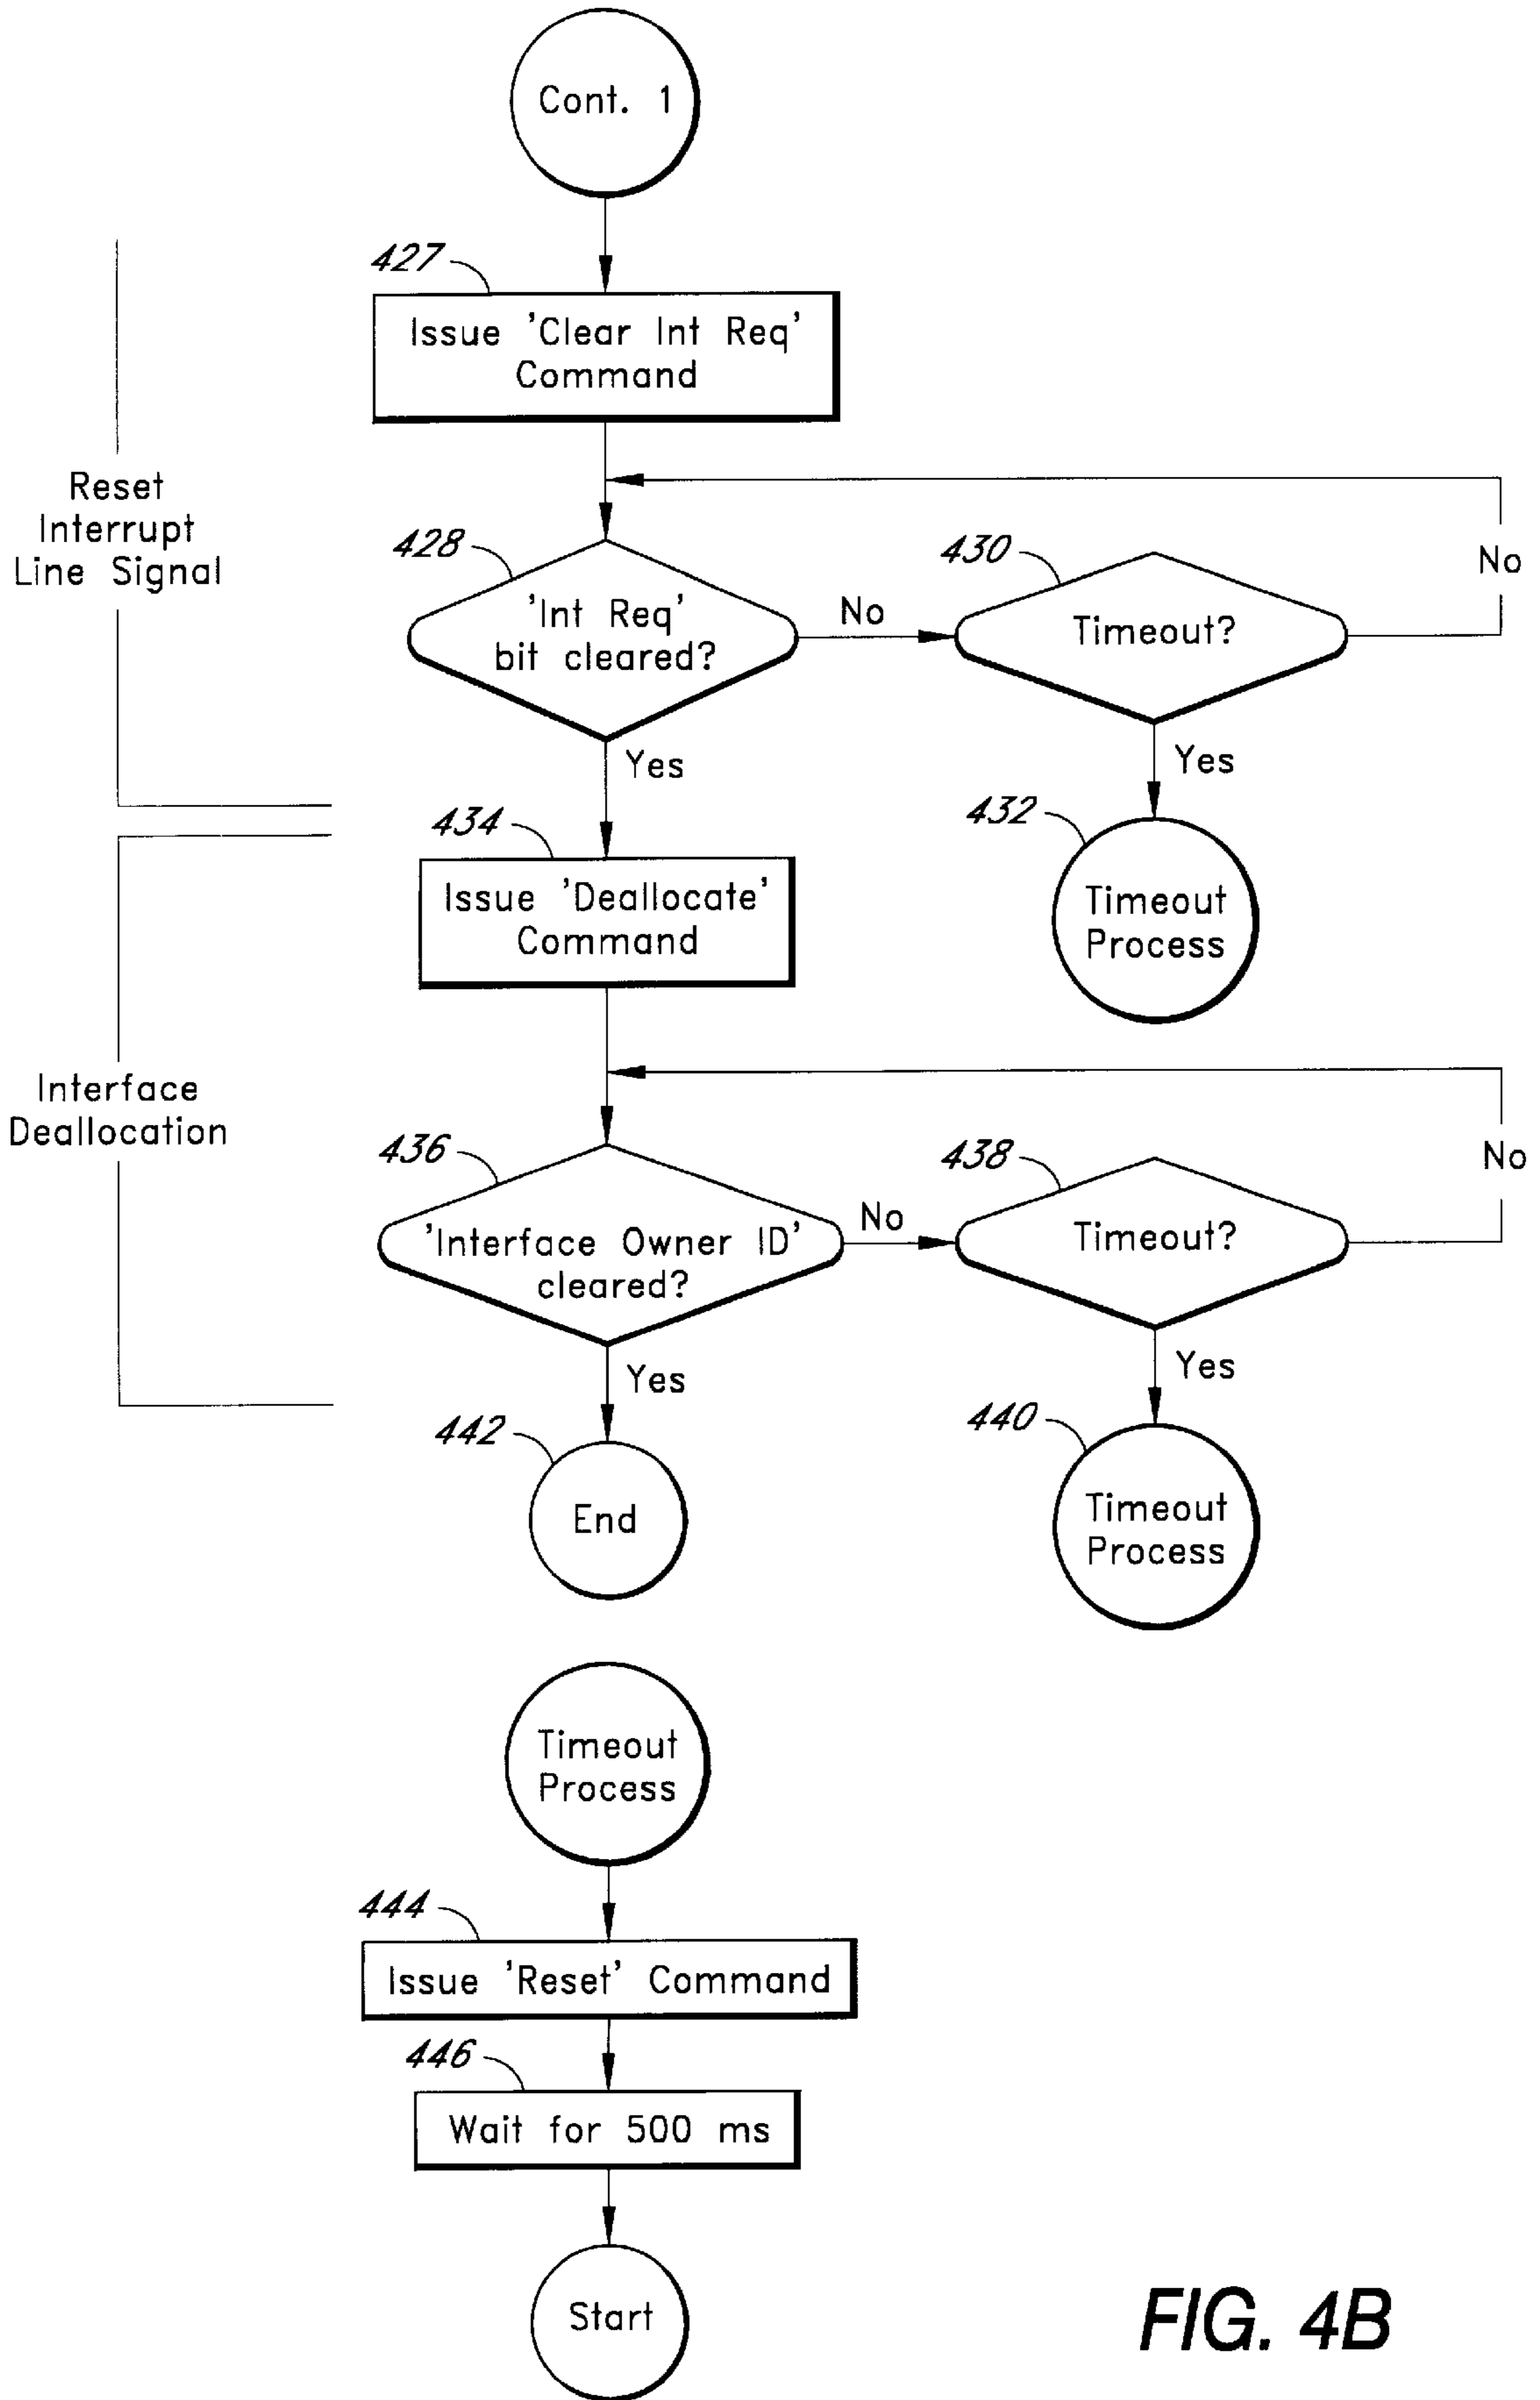 Cont. 1
427
Issue 'Clear Int Req'
Command
Reset
Interrupt
Line Signal
428
'Int Req'
bit cleared?
No
430
Timeout?
No
Yes
Yes
432
Timeout
Process
434
Issue 'Deallocate'
Command
Interface
Deallocation
436
'Interface Owner ID'
cleared?
No
438
Timeout?
No
Yes
Yes
442
End
440
Timeout
Process
Timeout
Process
444
Issue 'Reset' Command
446
Wait for 500 ms
Start
FIG. 4B